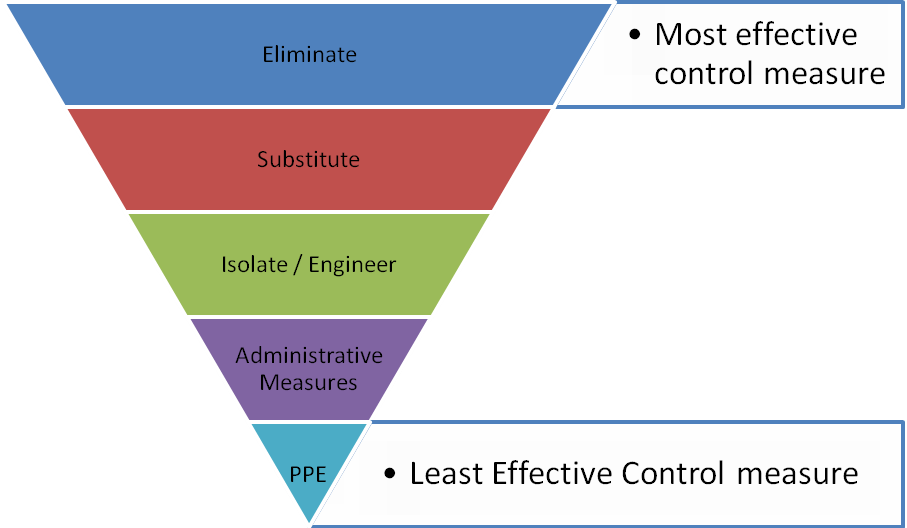 Eliminate
• Most effective
control measure
Substitute
Isolate / Engineer
Administrative
Measures
PPE
• Least Effective Control measure